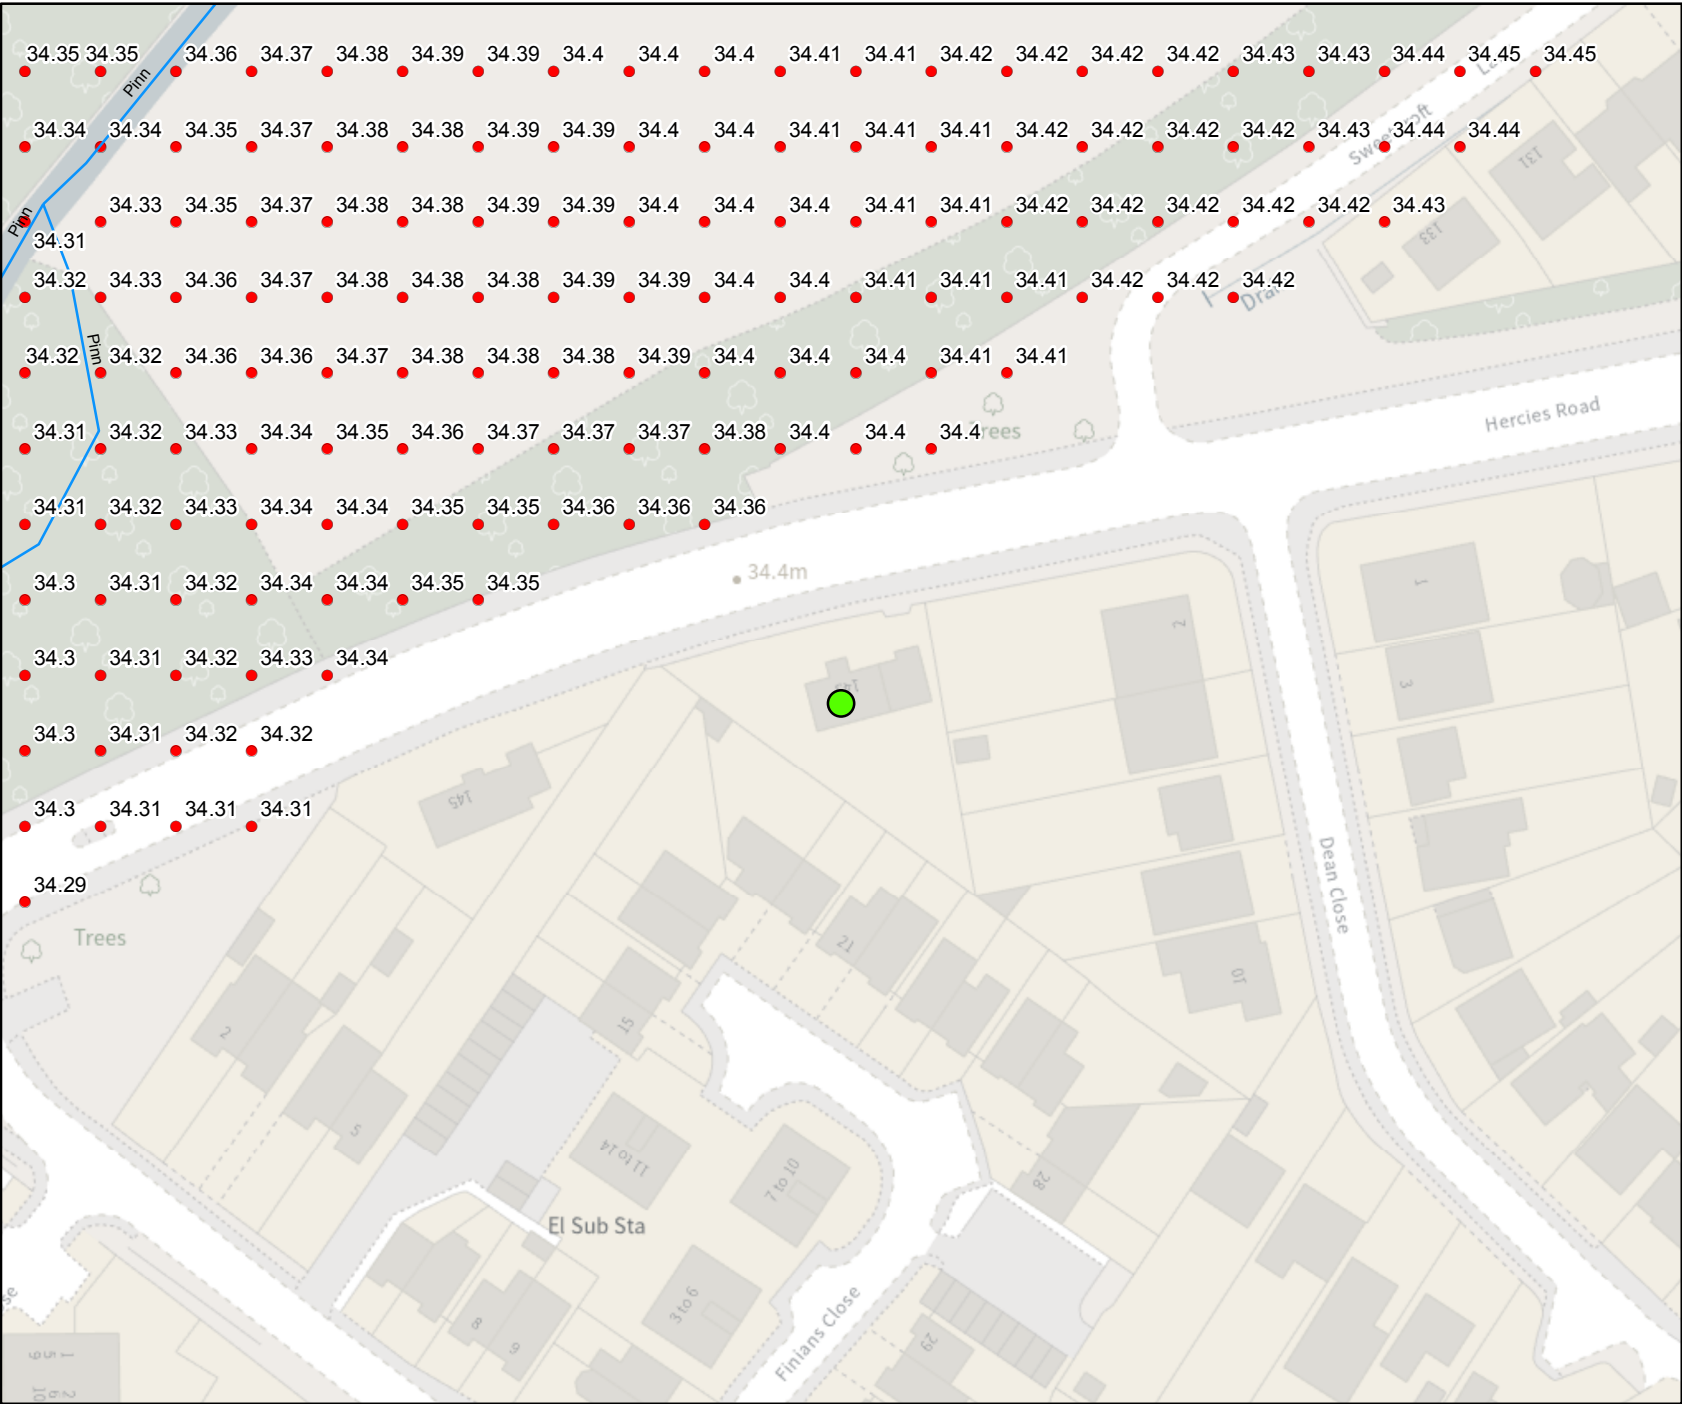 34.35 34.35 34.36 34.37 34.38 34.39 34.39 34.4 34.4 34.4 34.41 34.41 34.42 34.42 34.42 34.42 34.43 34.43 34.44 34.45 34.45
Pinn
34.34 34.34 34.35 34.37 34.38 34.38 34.39 34.39 34.4 34.4 34.41 34.41 34.41 34.42 34.42 34.42 34.42 34.43 34.44 34.44
131
34.33 34.35 34.37 34.38 34.38 34.39 34.39 34.4 34.4 34.4 34.41 34.41 34.42 34.42 34.42 34.42 34.42 34.43
Pinn
34.31
133
34.32 34.33 34.36 34.37 34.38 34.38 34.39 34.39 34.4 34.4 34.41 34.41 34.41 34.42 34.42 34.42
Pinn
34.32 34.32 34.36 34.36 34.37 34.38 34.38 34.38 34.39 34.4 34.4 34.4 34.41 34.41
Hercies Road
34.31 34.32 34.33 34.34 34.35 34.36 34.37 34.37 34.37 34.38 34.4 34.4 34.4
Trees
34.31 34.32 34.33 34.34 34.34 34.35 34.35 34.36 34.36 34.36
34.4m
34.3 34.31 34.32 34.34 34.34 34.35 34.35
1
2
34.3 34.31 34.32 34.33 34.34
3
34.3 34.31 34.32 34.32
145
34.3 34.31 34.31 34.31
34.29
Dean Close
Trees
21
10
2
15
5
11 to 14
7 to 10
28
El Sub Sta
3 to 6
8
9
29
Finians Close